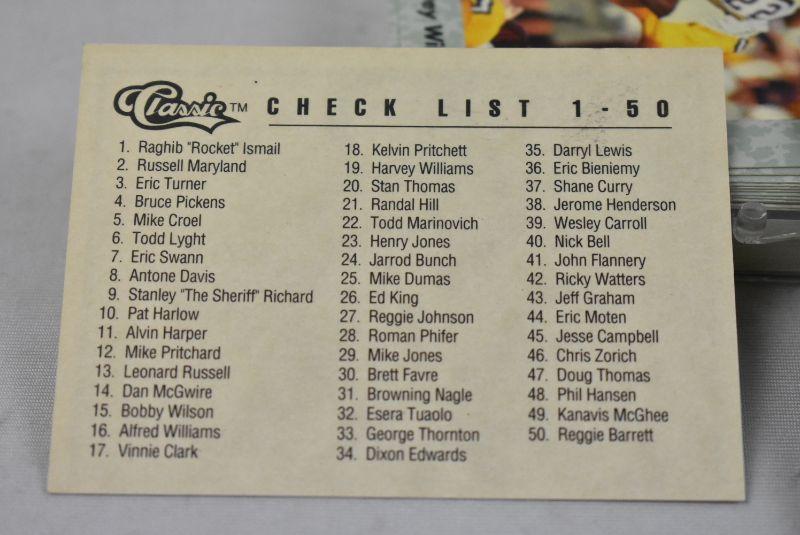 Classic™ CHECK LIST 1-50
1. Raghib "Rocket" Ismail
2. Russell Maryland
3. Eric Turner
4. Bruce Pickens
5. Mike Croel
6. Todd Lyght
7. Eric Swann
8. Antone Davis
9. Stanley "The Sheriff" Richard
10. Pat Harlow
11. Alvin Harper
12. Mike Pritchard
13. Leonard Russell
14. Dan McGwire
15. Bobby Wilson
16. Alfred Williams
17. Vinnie Clark
18. Kelvin Pritchett
19. Harvey Williams
20. Stan Thomas
21. Randal Hill
22. Todd Marinovich
23. Henry Jones
24. Jarrod Bunch
25. Mike Dumas
26. Ed King
27. Reggie Johnson
28. Roman Phifer
29. Mike Jones
30. Brett Favre
31. Browning Nagle
32. Esera Tuaolo
33. George Thornton
34. Dixon Edwards
35. Darryl Lewis
36. Eric Bieniemy
37. Shane Curry
38. Jerome Henderson
39. Wesley Carroll
40. Nick Bell
41. John Flannery
42. Ricky Watters
43. Jeff Graham
44. Eric Moten
45. Jesse Campbell
46. Chris Zorich
47. Doug Thomas
48. Phil Hansen
49. Kanavis McGhee
50. Reggie Barrett